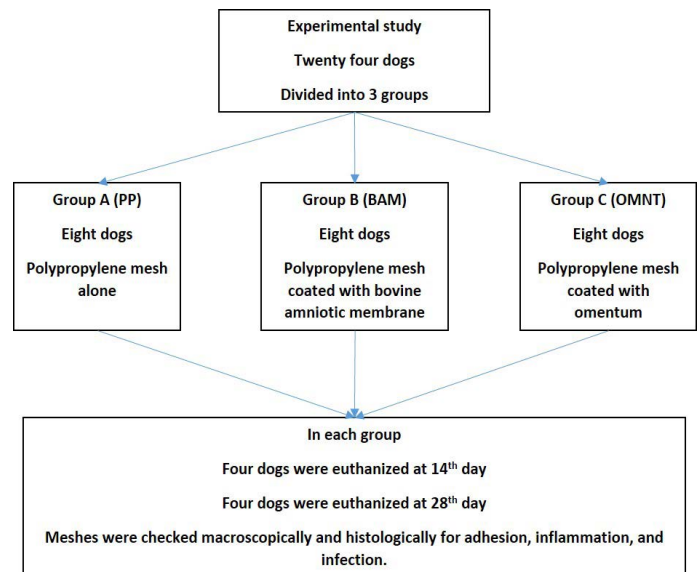 Experimental study
Twenty four dogs
Divided into 3 groups
Group A (PP)
Eight dogs
Polypropylene mesh
alone
Group B (BAM)
Eight dogs
Polypropylene mesh
coated with bovine
amniotic membrane
Group C (OMNT)
Eight dogs
Polypropylene mesh
coated with
omentum
In each group
Four dogs were euthanized at 14th day
Four dogs were euthanized at 28th day
Meshes were checked macroscopically and histologically for adhesion, inflammation, and
infection.